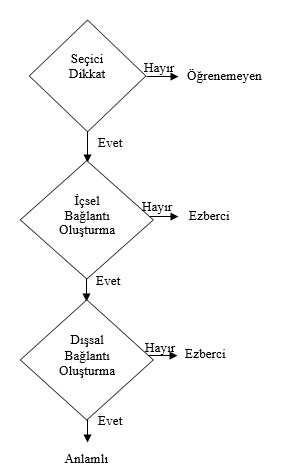 Seçici
Dikkat
Hayır
Öğrenemeyen
Evet
İçsel
Bağlantı
Oluşturma
Hayır
Ezberci
Evet
Dışsal
Bağlantı
Oluşturma
Hayır
Ezberci
Evet
Anlamlı